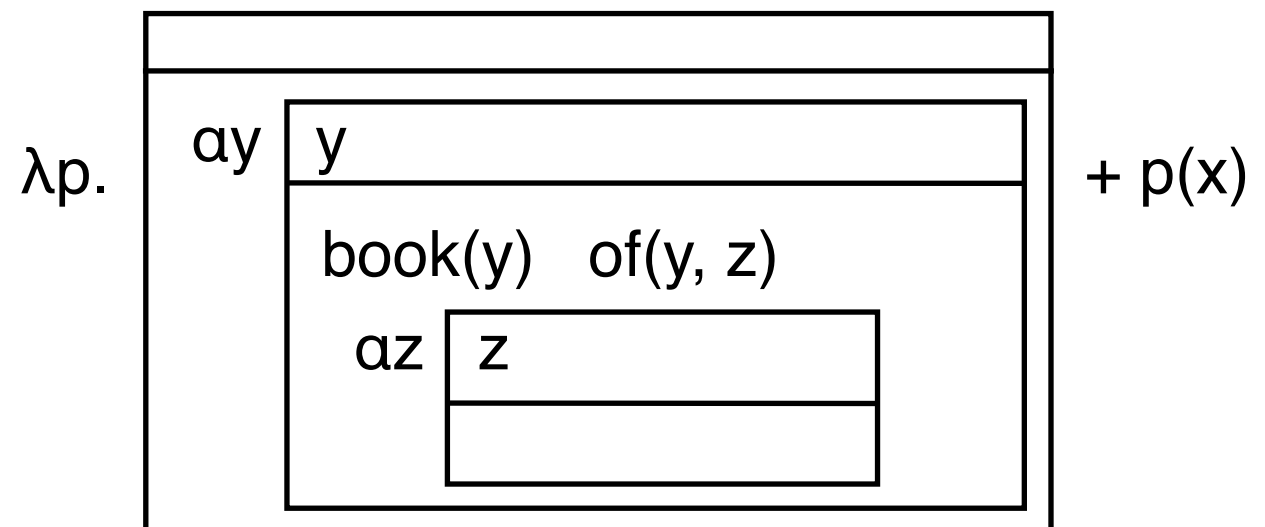 λp. αy y + p(x)
book(y) of(y, z)
αz z